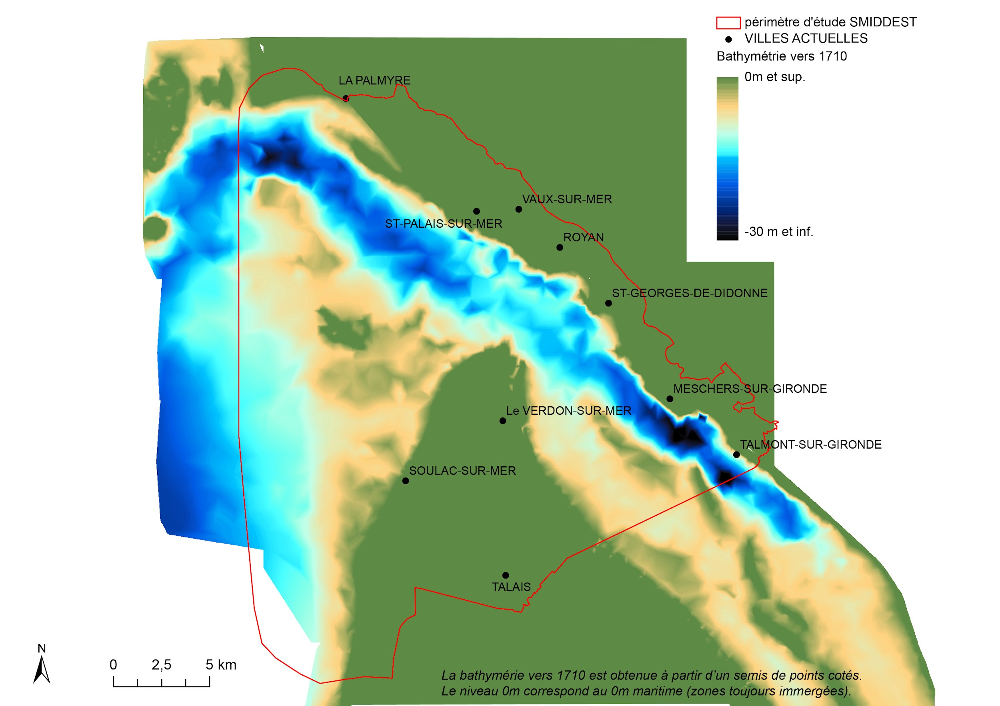 périmètre d'étude SMIDDEST
VILLES ACTUELLES
Bathymétrie vers 1710
0m et sup.
-30 m et inf.
LA PALMYRE
VAUX-SUR-MER
ST-PALAIS-SUR-MER
ROYAN
ST-GEORGES-DE-DIDONNE
MESCHERS-SUR-GIRONDE
Le VERDON-SUR-MER
TALMONT-SUR-GIRONDE
SOULAC-SUR-MER
TALAIS
N
0 2,5 5 km
La bathymérie vers 1710 est obtenue à partir d’un semis de points cotés.
Le niveau 0m correspond au 0m maritime (zones toujours immergées).